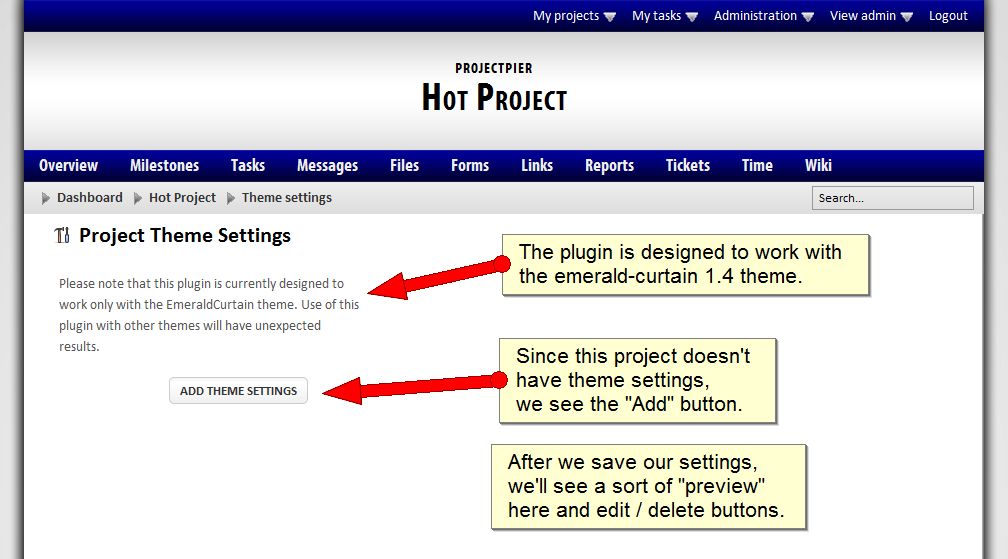 My projects My tasks Administration View admin Logout
PROJECTPIER
HOT PROJECT
Overview Milestones Tasks Messages Files Forms Links Reports Tickets Time Wiki
Dashboard Hot Project Theme settings Search...
Project Theme Settings
Please note that this plugin is currently designed to
work only with the EmeraldCurtain theme. Use of this
plugin with other themes will have unexpected
results.
ADD THEME SETTINGS
The plugin is designed to work with
the emerald-curtain 1.4 theme.
Since this project doesn't
have theme settings,
we see the "Add" button.
After we save our settings,
we'll see a sort of "preview"
here and edit / delete buttons.